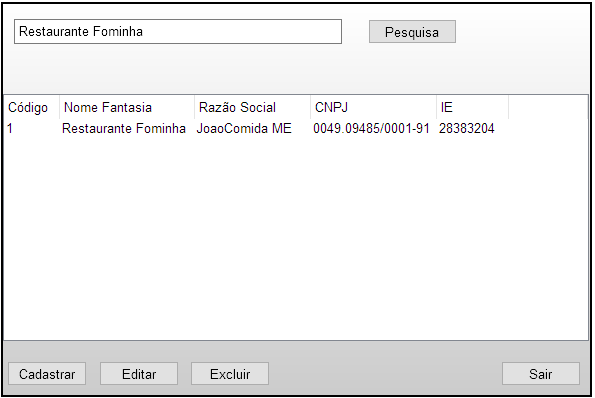 Restaurante Fominha Pesquisa
Código Nome Fantasia Razão Social CNPJ IE
1 Restaurante Fominha JoaoComida ME 0049.09485/0001-91 28383204
Cadastrar Editar Excluir Sair